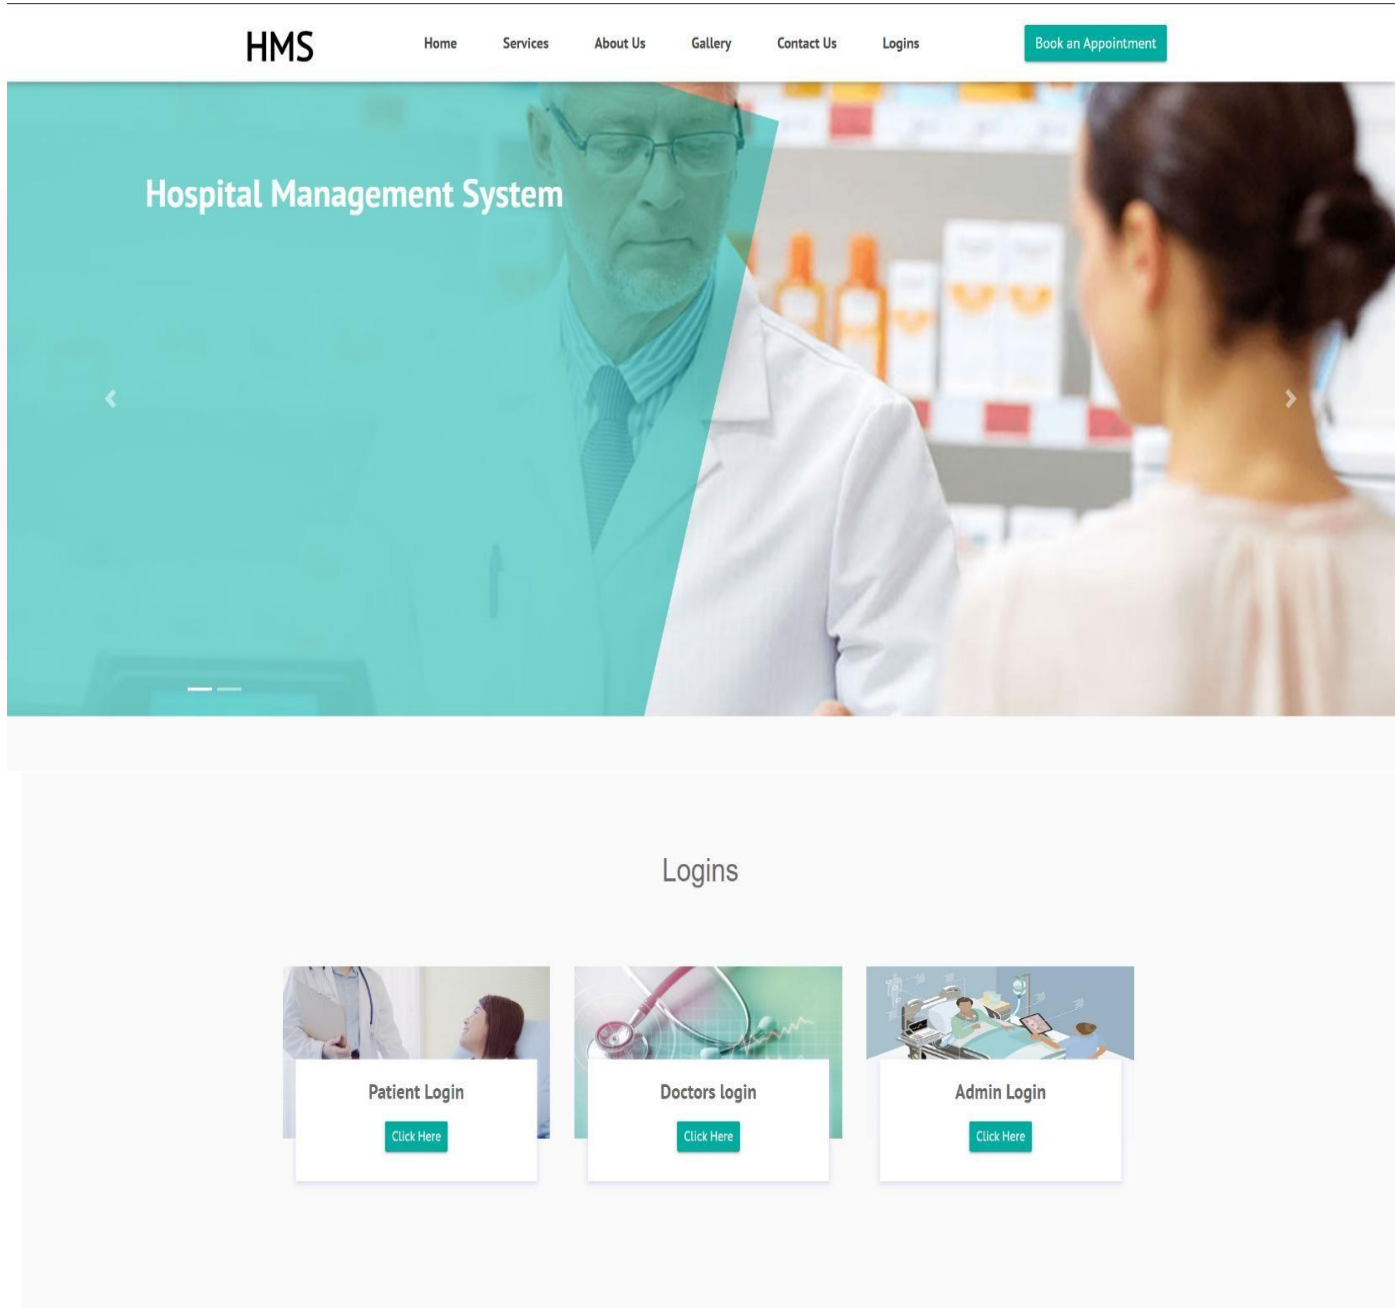 HMS Home Services About Us Gallery Contact Us Logins Book an Appointment
Hospital Management System
Logins
Patient Login Doctors login Admin Login
Click Here Click Here Click Here